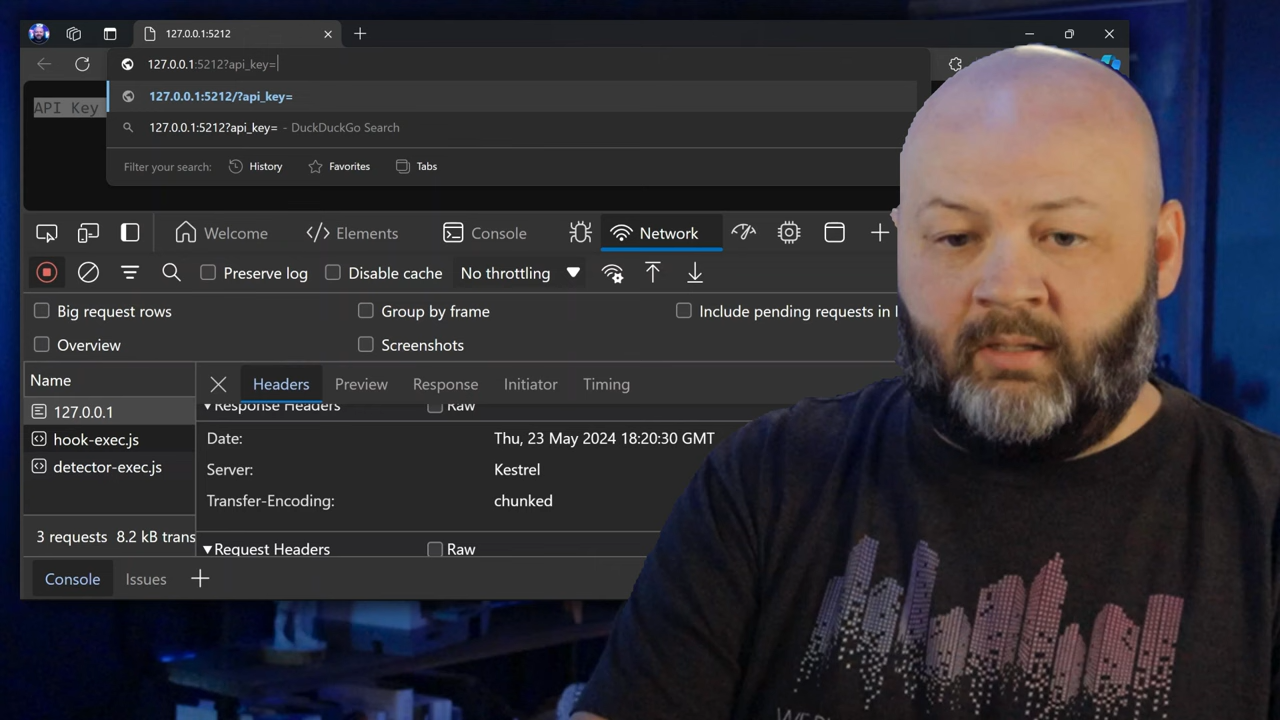 127.0.0.1:5212
127.0.0.1:5212?api_key=
127.0.0.1:5212/?api_key=
API Key
127.0.0.1:5212?api_key= - DuckDuckGo Search
Filter your search: History Favorites Tabs
Welcome Elements Console Network
Preserve log Disable cache No throttling
Big request rows Group by frame Include pending requests in
Overview Screenshots
Name Headers Preview Response Initiator Timing
127.0.0.1 Response Headers Raw
hook-exec.js Date: Thu, 23 May 2024 18:20:30 GMT
detector-exec.js Server: Kestrel
Transfer-Encoding: chunked
3 requests 8.2 kB trans
Request Headers Raw
Console Issues